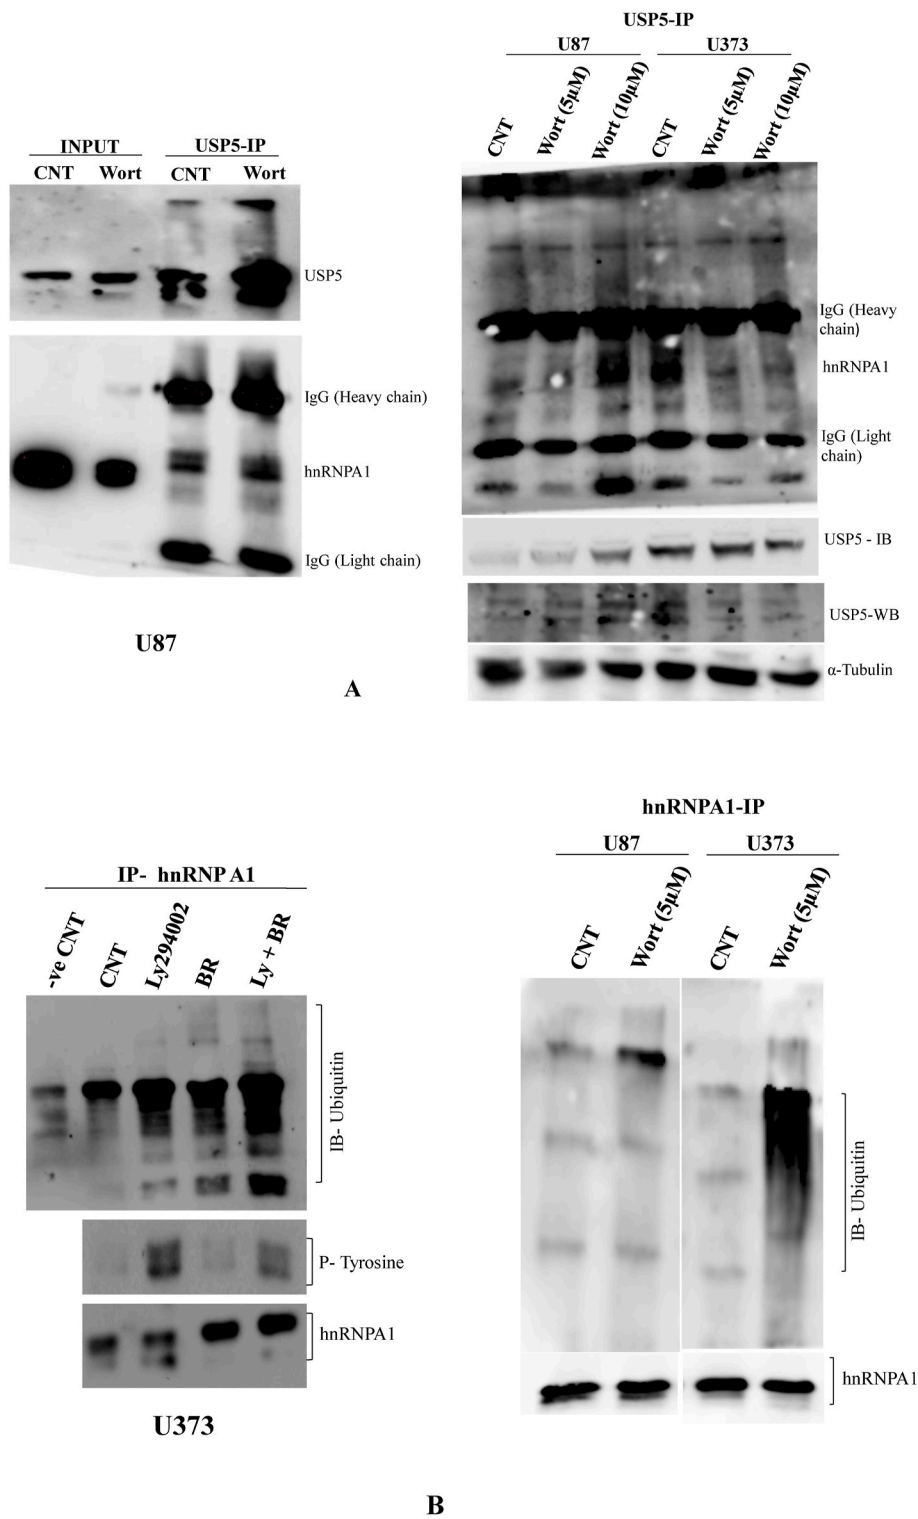 INPUT USP5-IP
CNT Wort CNT Wort
USP5
IgG (Heavy chain)
hnRNPA1
IgG (Light chain)
U87
USP5-IP
U87 U373
CNT Wort (5μM) Wort (10μM) CNT Wort (5μM) Wort (10μM)
IgG (Heavy
chain)
hnRNPA1
IgG (Light
chain)
USP5 - IB
USP5-WB
α-Tubulin
A
IP- hnRNP A1
-ve CNT CNT Ly294002 BR Ly + BR
IB- Ubiquitin
P- Tyrosine
hnRNPA1
U373
hnRNPA1-IP
U87 U373
CNT Wort (5μM) CNT Wort (5μM)
IB- Ubiquitin
hnRNPA1
B